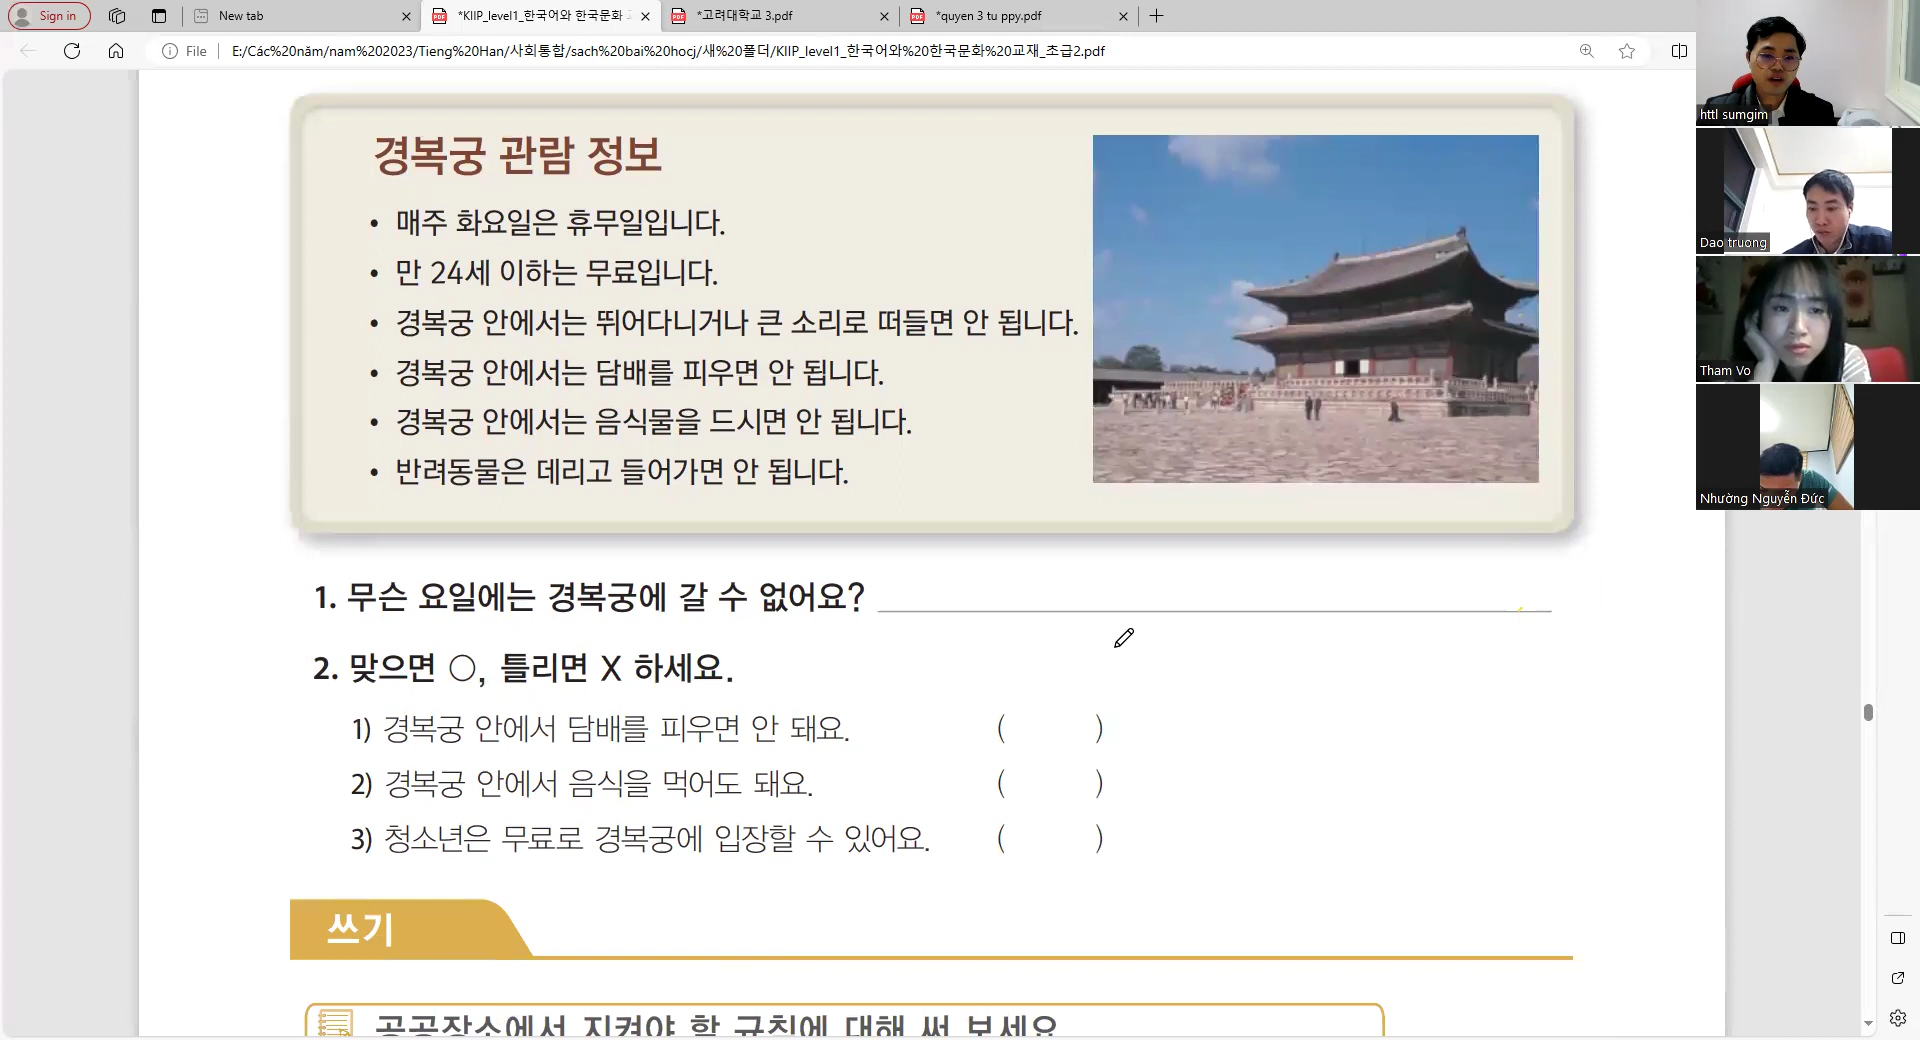 Sign in
New tab
*KIIP_level1_한국어와 한국문화
*고려대학교 3.pdf
*quyen 3 tu ppy.pdf
File
E:/Các%20năm/nam%202023/Tieng%20Han/사회통합/sach%20bai%20hocj/새%20폴더/KIIP_level1_한국어와%20한국문화%20교재_초급2.pdf
httl sumgim
Dao truong
Tham Vo
Nhường Nguyễn Đức
경복궁 관람 정보
• 매주 화요일은 휴무일입니다.
• 만 24세 이하는 무료입니다.
• 경복궁 안에서는 뛰어다니거나 큰 소리로 떠들면 안 됩니다.
• 경복궁 안에서는 담배를 피우면 안 됩니다.
• 경복궁 안에서는 음식물을 드시면 안 됩니다.
• 반려동물은 데리고 들어가면 안 됩니다.
1. 무슨 요일에는 경복궁에 갈 수 없어요?
2. 맞으면 ○, 틀리면 X 하세요.
1) 경복궁 안에서 담배를 피우면 안 돼요. ( )
2) 경복궁 안에서 음식을 먹어도 돼요. ( )
3) 청소년은 무료로 경복궁에 입장할 수 있어요. ( )
쓰기
공공장소에서 지켜야 할 규칙에 대해 써 보세요